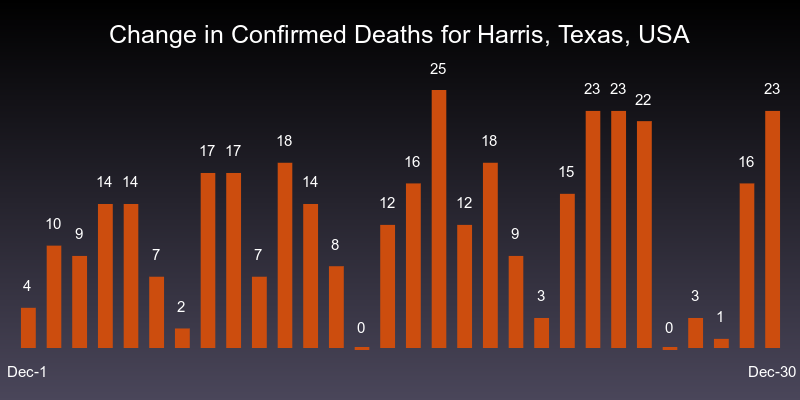 Change in Confirmed Deaths for Harris, Texas, USA
4 10 9 14 14 7 2 17 17 7 18 14 8 0 12 16 25 12 18 9 3 15 23 23 22 0 3 1 16 23
Dec-1 Dec-30